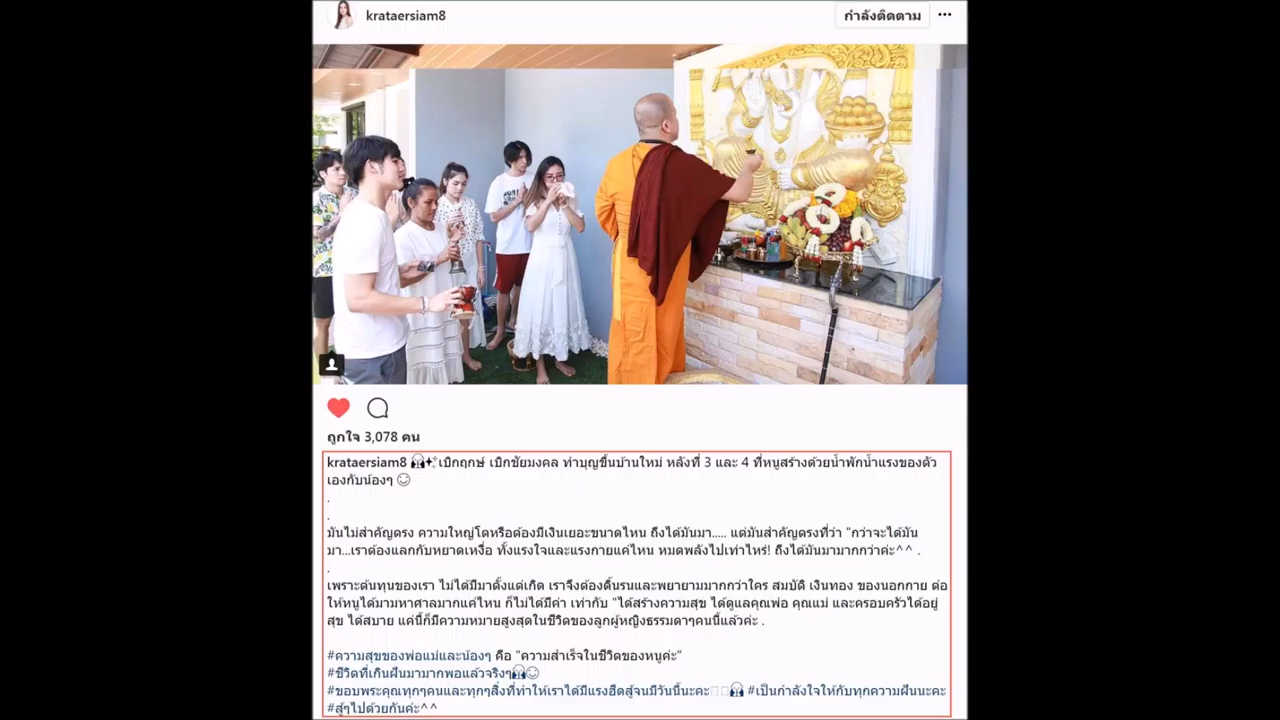 krataersiam8
กำลังติดตาม
ถูกใจ 3,078 คน
krataersiam8 🙏✨เบิกฤกษ์ เบิกชัยมงคล ทำบุญขึ้นบ้านใหม่ หลังที่ 3 และ 4 ที่หนูสร้างด้วยน้ำพักน้ำแรงของตัว
เองกับน้องๆ 😊
.
.
มันไม่สำคัญตรง ความใหญ่โตหรือต้องมีเงินเยอะขนาดไหน ถึงได้มันมา..... แต่มันสำคัญตรงที่ว่า "กว่าจะได้มัน
มา...เราต้องแลกกับหยาดเหงื่อ ทั้งแรงใจและแรงกายแค่ไหน หมดพลังไปเท่าไหร่! ถึงได้มันมามากกว่าค่ะ^^ .
.
เพราะต้นทุนของเรา ไม่ได้มีมาตั้งแต่เกิด เราจึงต้องดิ้นรนและพยายามมากกว่าใคร สมบัติ เงินทอง ของนอกกาย ต่อ
ให้หนูได้มามหาศาลมากแค่ไหน ก็ไม่ได้มีค่า เท่ากับ "ได้สร้างความสุข ได้ดูแลคุณพ่อ คุณแม่ และครอบครัวได้อยู่
สุข ได้สบาย แค่นี้ก็มีความหมายสูงสุดในชีวิตของลูกผู้หญิงธรรมดาๆคนนี้แล้วค่ะ .
#ความสุขของพ่อแม่และน้องๆ คือ "ความสำเร็จในชีวิตของหนูค่ะ"
#ชีวิตที่เกินฝันมามากพอแล้วจริงๆ🙏😊
#ขอบพระคุณทุกๆคนและทุกๆสิ่งที่ทำให้เราได้มีแรงฮึดสู้จนมีวันนี้นะคะ🙏 #เป็นกำลังใจให้กับทุกความฝันนะคะ
#สู้ๆไปด้วยกันค่ะ^^